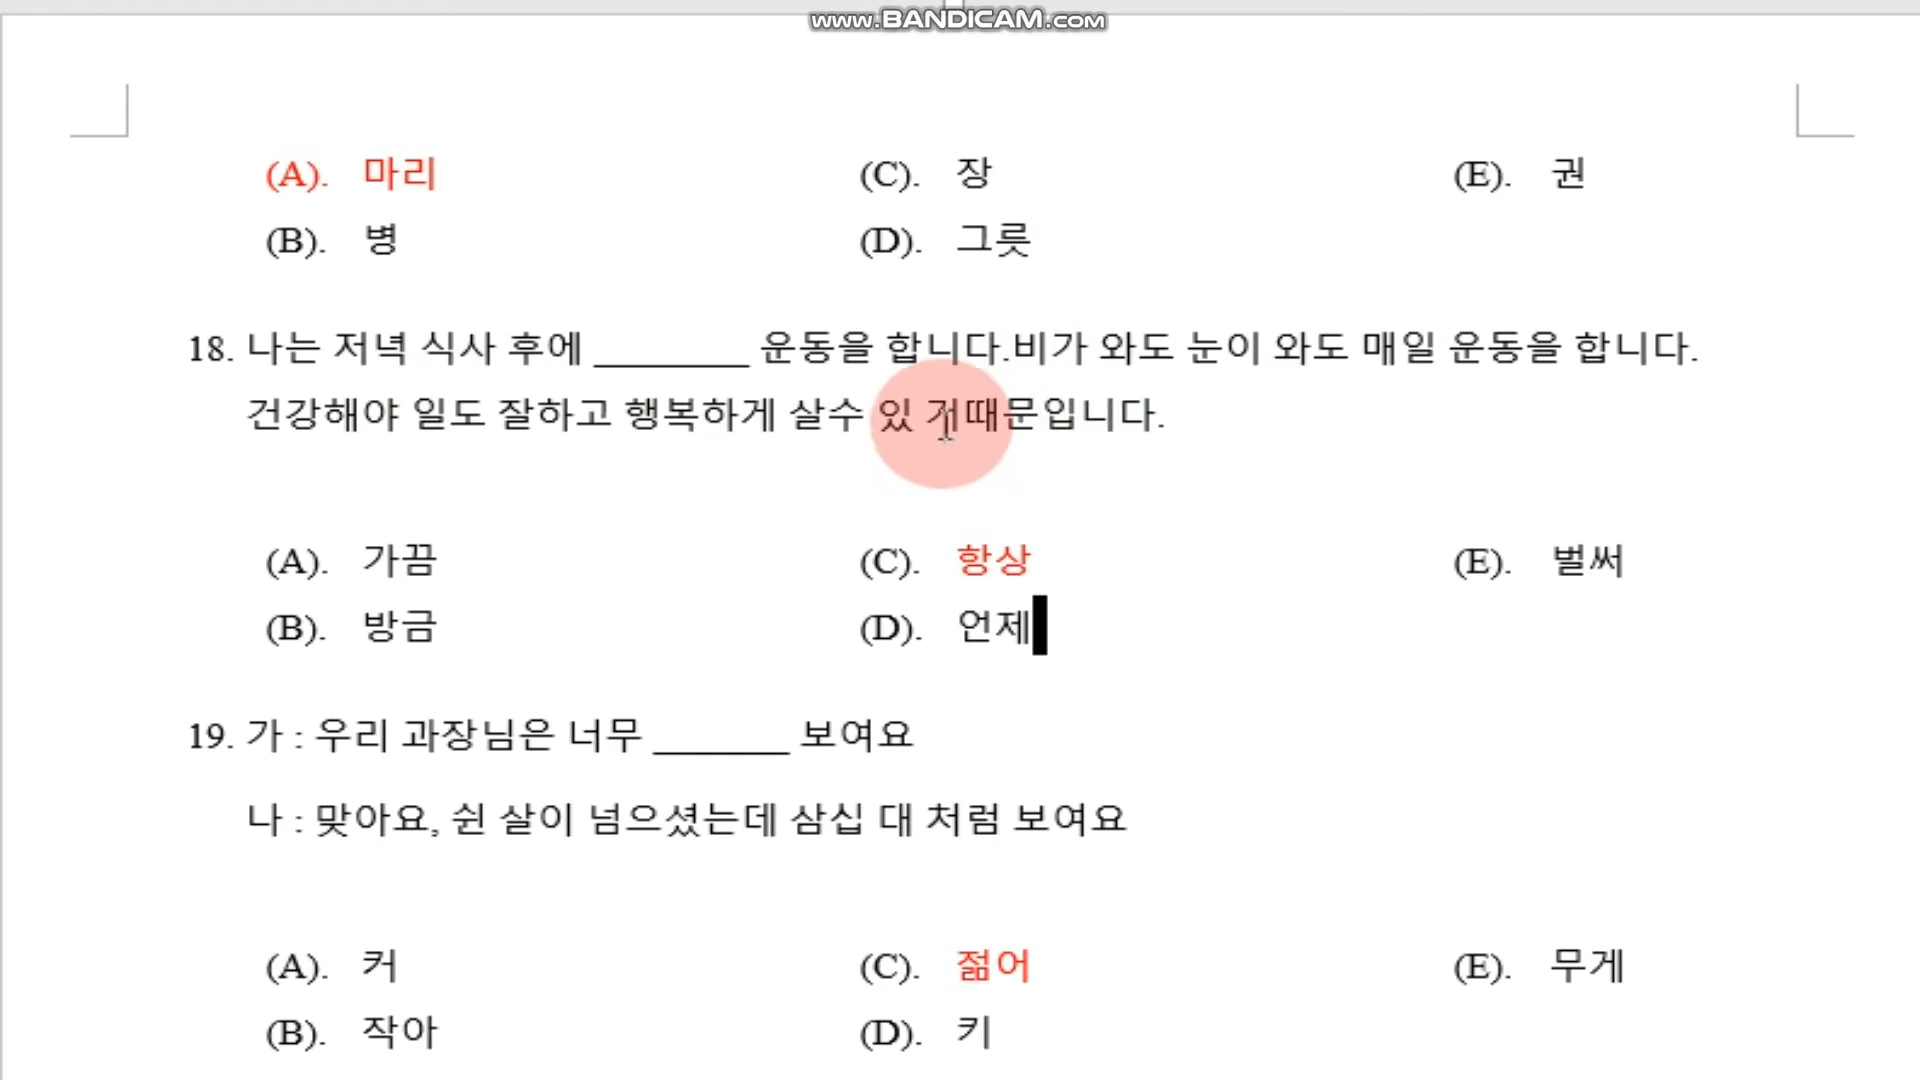 www.BANDICAM.com
(A). 마리 (C). 장 (E). 권
(B). 병 (D). 그릇
18. 나는 저녁 식사 후에 ________ 운동을 합니다.비가 와도 눈이 와도 매일 운동을 합니다.
건강해야 일도 잘하고 행복하게 살수 있 거때문입니다.
(A). 가끔 (C). 항상 (E). 벌써
(B). 방금 (D). 언제
19. 가 : 우리 과장님은 너무 _______ 보여요
나 : 맞아요, 쉰 살이 넘으셨는데 삼십 대 처럼 보여요
(A). 커 (C). 젊어 (E). 무게
(B). 작아 (D). 키